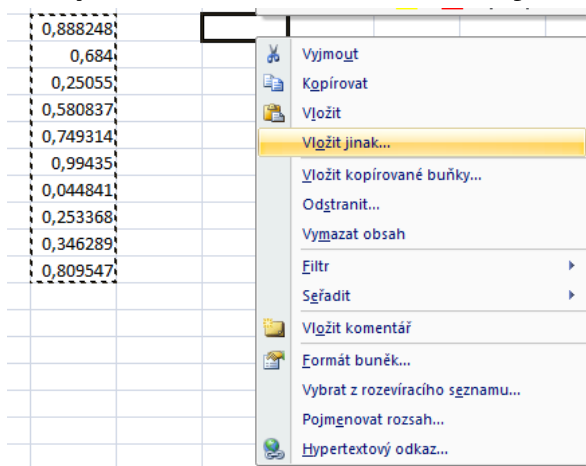 0,888248
0,684
0,25055
0,580837
0,749314
0,99435
0,044841
0,253368
0,346289
0,809547
Vyjmout
Kopírovat
Vložit
Vložit jinak...
Vložit kopírované buňky...
Odstranit...
Vymazat obsah
Filtr
Seřadit
Vložit komentář
Formát buněk...
Vybrat z rozevíracího seznamu...
Pojmenovat rozsah...
Hypertextový odkaz...